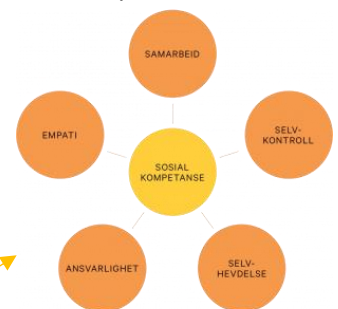 SAMARBEID
EMPATI
SELV-
KONTROLL
SOSIAL
KOMPETANSE
ANSVARLIGHET
SELV-
HEVDELSE